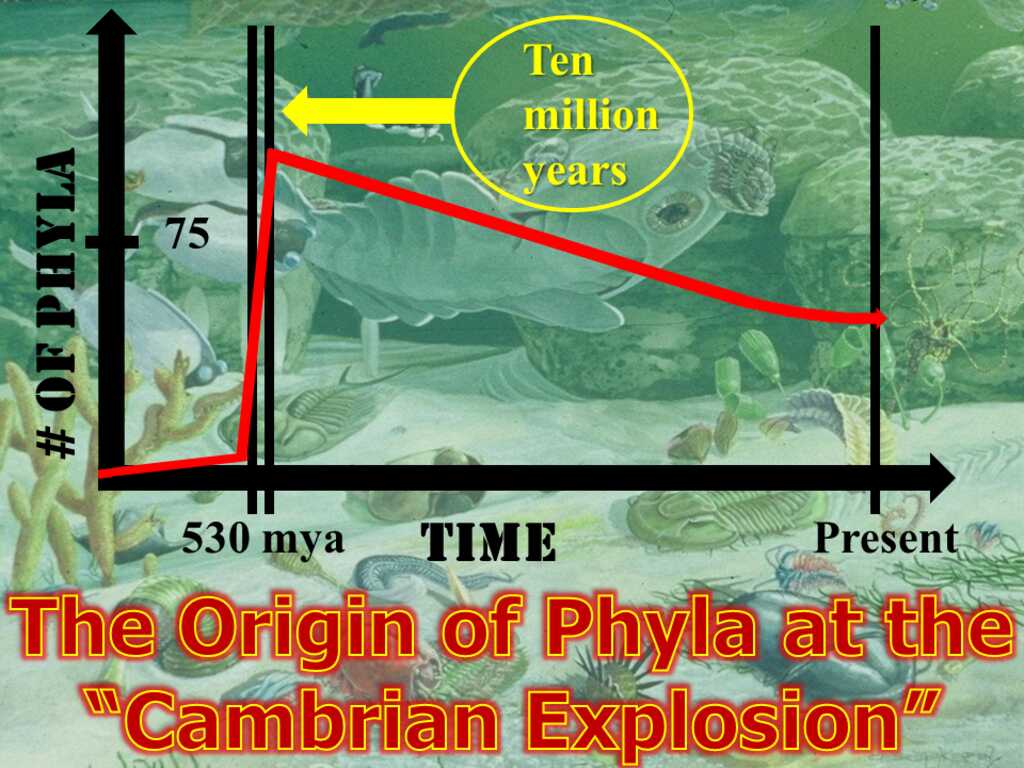 Ten
million
years
# OF PHYLA
75
530 mya
TIME
Present
The Origin of Phyla at the
“Cambrian Explosion”